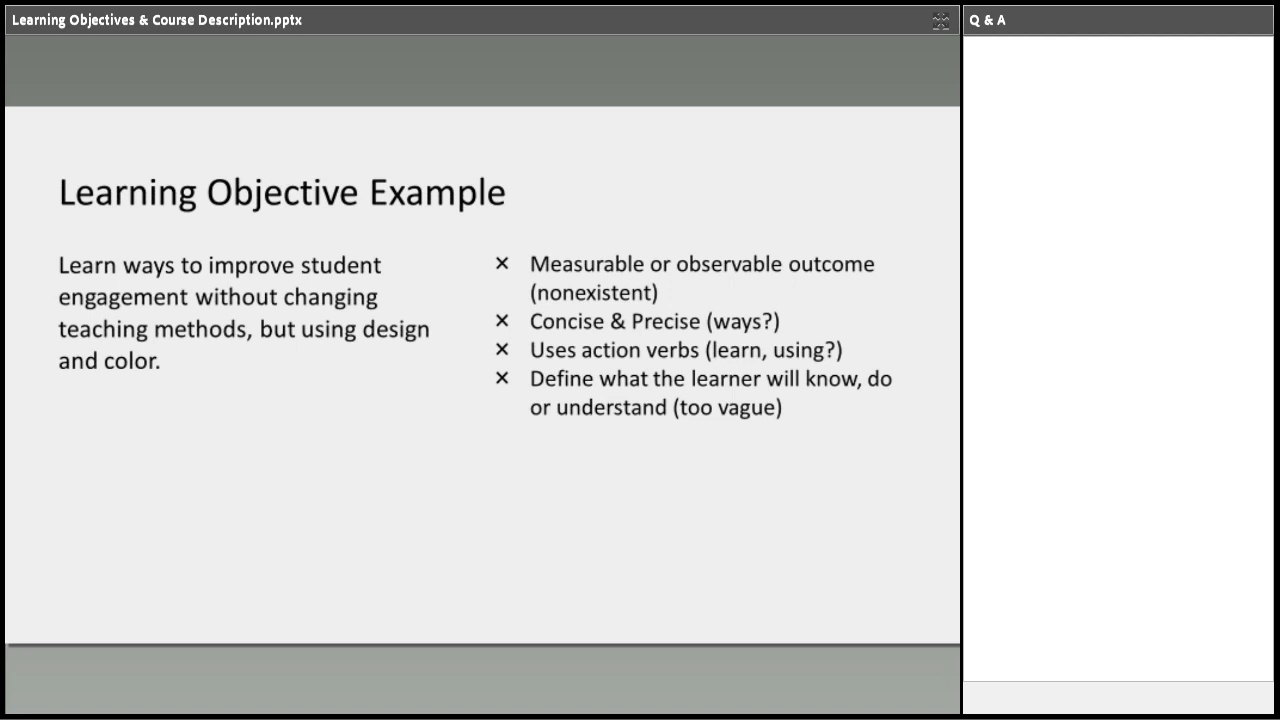 Learning Objectives & Course Description.pptx
Q & A
Learning Objective Example
Learn ways to improve student
engagement without changing
teaching methods, but using design
and color.
× Measurable or observable outcome
(nonexistent)
× Concise & Precise (ways?)
× Uses action verbs (learn, using?)
× Define what the learner will know, do
or understand (too vague)